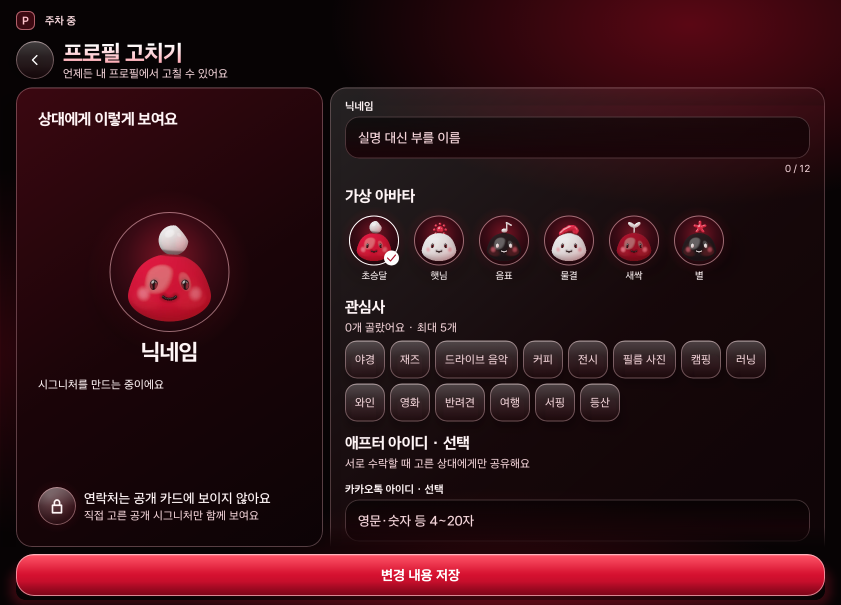 P 주차 중
프로필 고치기
언제든 내 프로필에서 고칠 수 있어요
상대에게 이렇게 보여요
닉네임
시그니처를 만드는 중이에요
연락처는 공개 카드에 보이지 않아요
직접 고른 공개 시그니처만 함께 보여요
닉네임
실명 대신 부를 이름
0 / 12
가상 아바타
초승달 햇님 음표 물결 새싹 별
관심사
0개 골랐어요 · 최대 5개
야경 재즈 드라이브 음악 커피 전시 필름 사진 캠핑 러닝
와인 영화 반려견 여행 서핑 등산
애프터 아이디 · 선택
서로 수락할 때 고른 상대에게만 공유해요
카카오톡 아이디 · 선택
영문·숫자 등 4~20자
변경 내용 저장